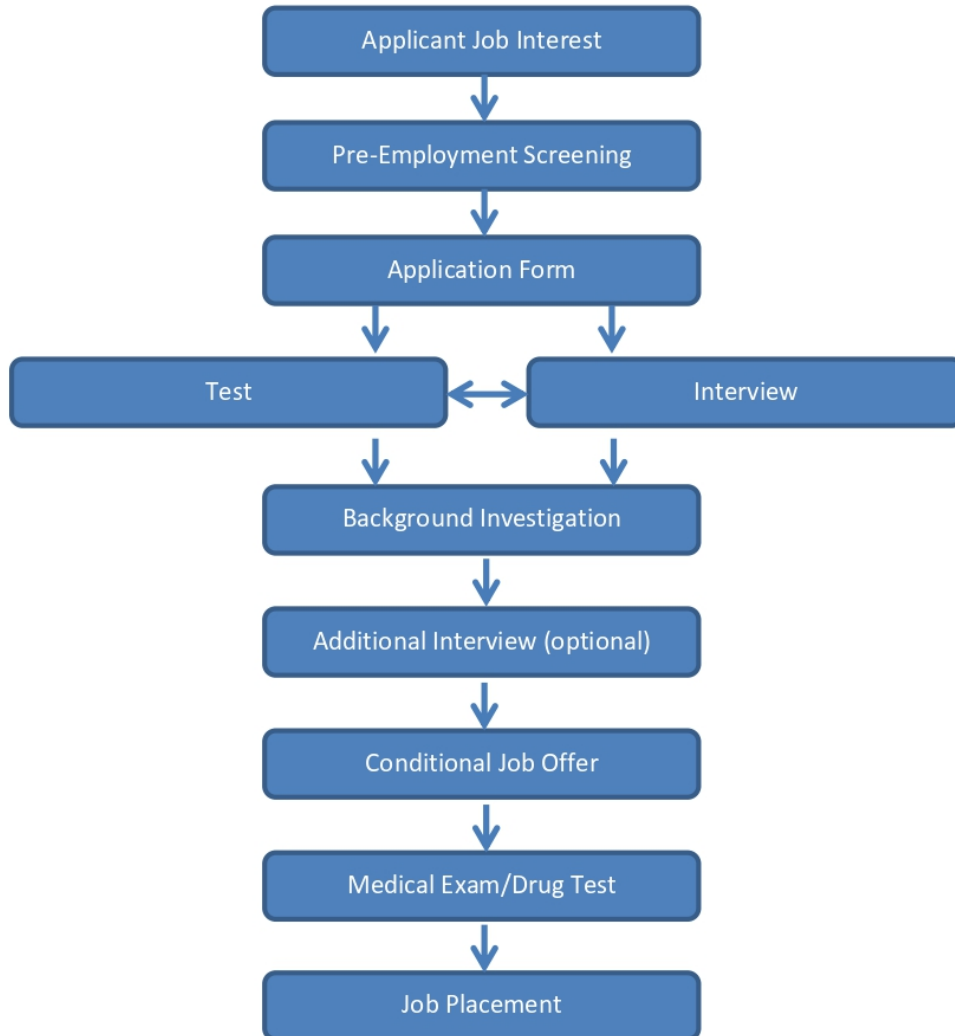 Applicant Job Interest
Pre-Employment Screening
Application Form
Test
Interview
Background Investigation
Additional Interview (optional)
Conditional Job Offer
Medical Exam/Drug Test
Job Placement